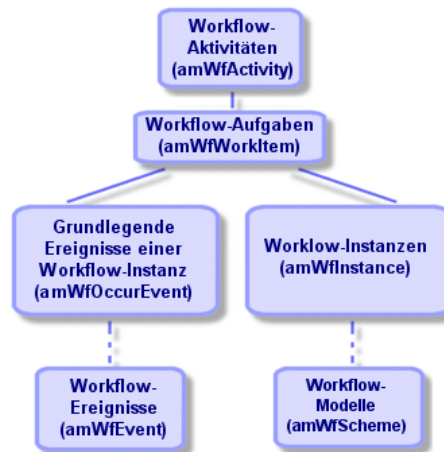 Workflow-
Aktivitäten
(amWfActivity)
Workflow-Aufgaben
(amWfWorkItem)
Grundlegende
Ereignisse einer
Workflow-Instanz
(amWfOccurEvent)
Worklow-Instanzen
(amWfInstance)
Workflow-
Ereignisse
(amWfEvent)
Workflow-
Modelle
(amWfScheme)